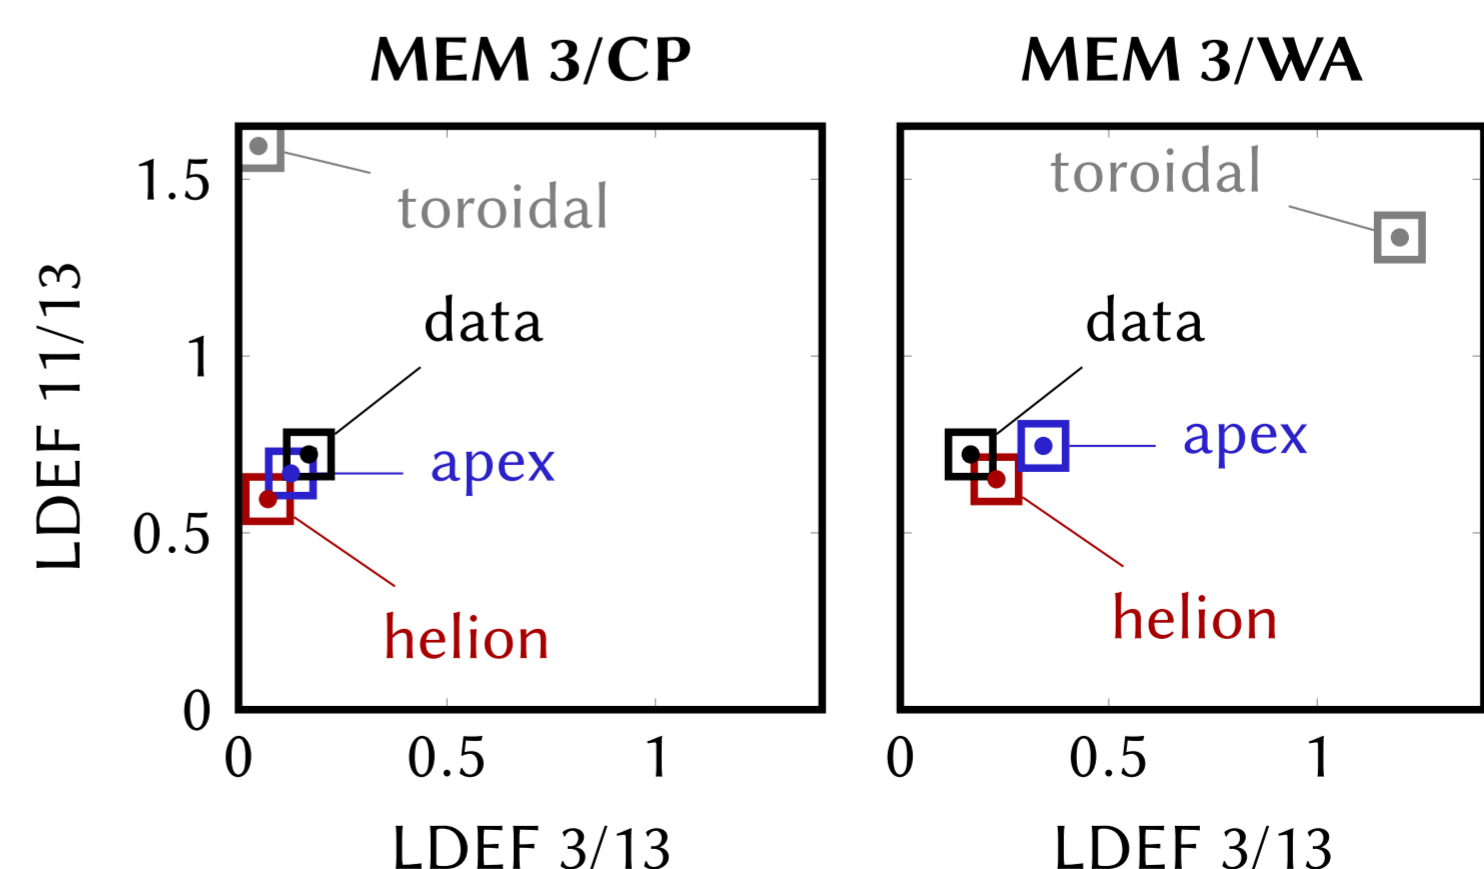 MEM 3/CP
MEM 3/WA
LDEF 11/13
1.5
1
0.5
0
toroidal
data
apex
helion
0
0.5
1
LDEF 3/13
toroidal
data
apex
helion
0
0.5
1
LDEF 3/13